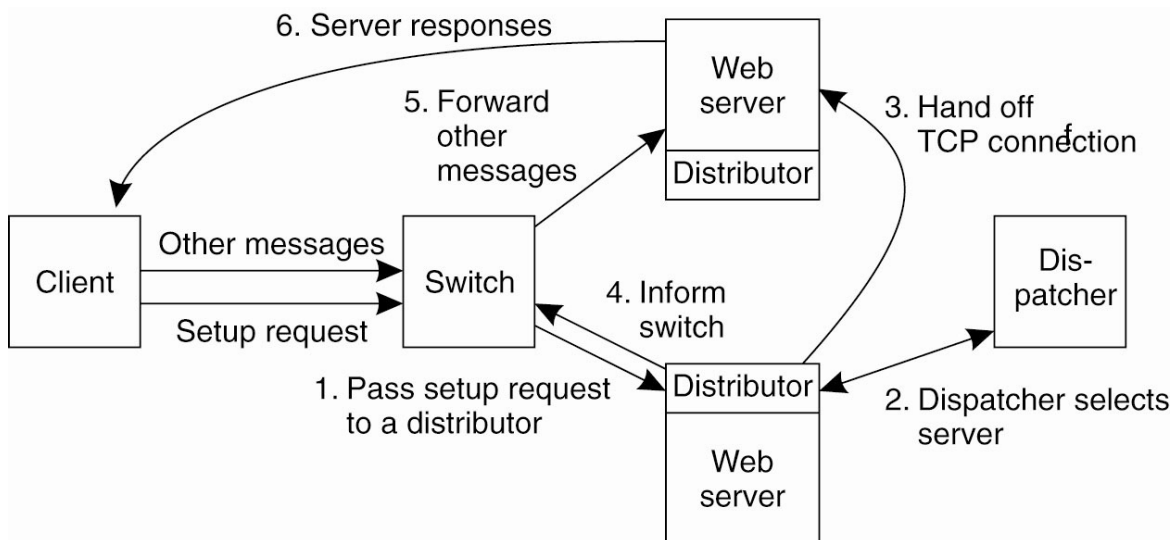 6. Server responses
Web
server
Distributor
5. Forward
other
messages
3. Hand off
TCP connection
f
Client
Other messages
Setup request
Switch
4. Inform
switch
Dis-
patcher
1. Pass setup request
to a distributor
Distributor
Web
server
2. Dispatcher selects
server